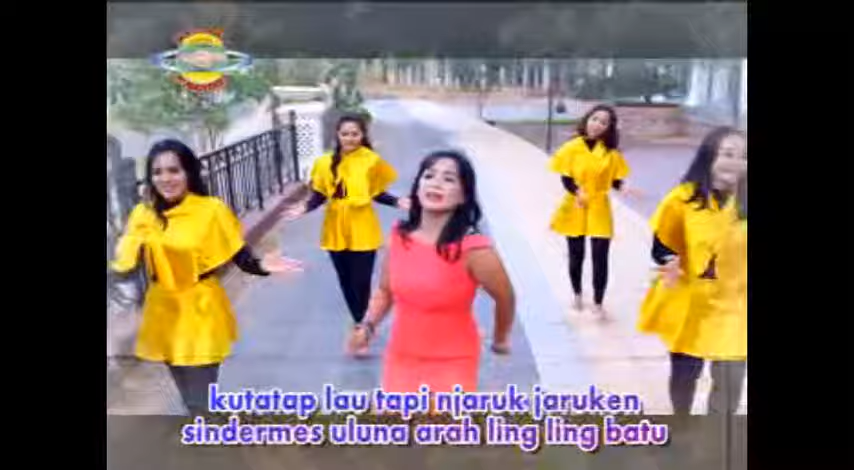 kutatap lau tapi njaruk jaruken
sindermes uluna arah ling ling batu